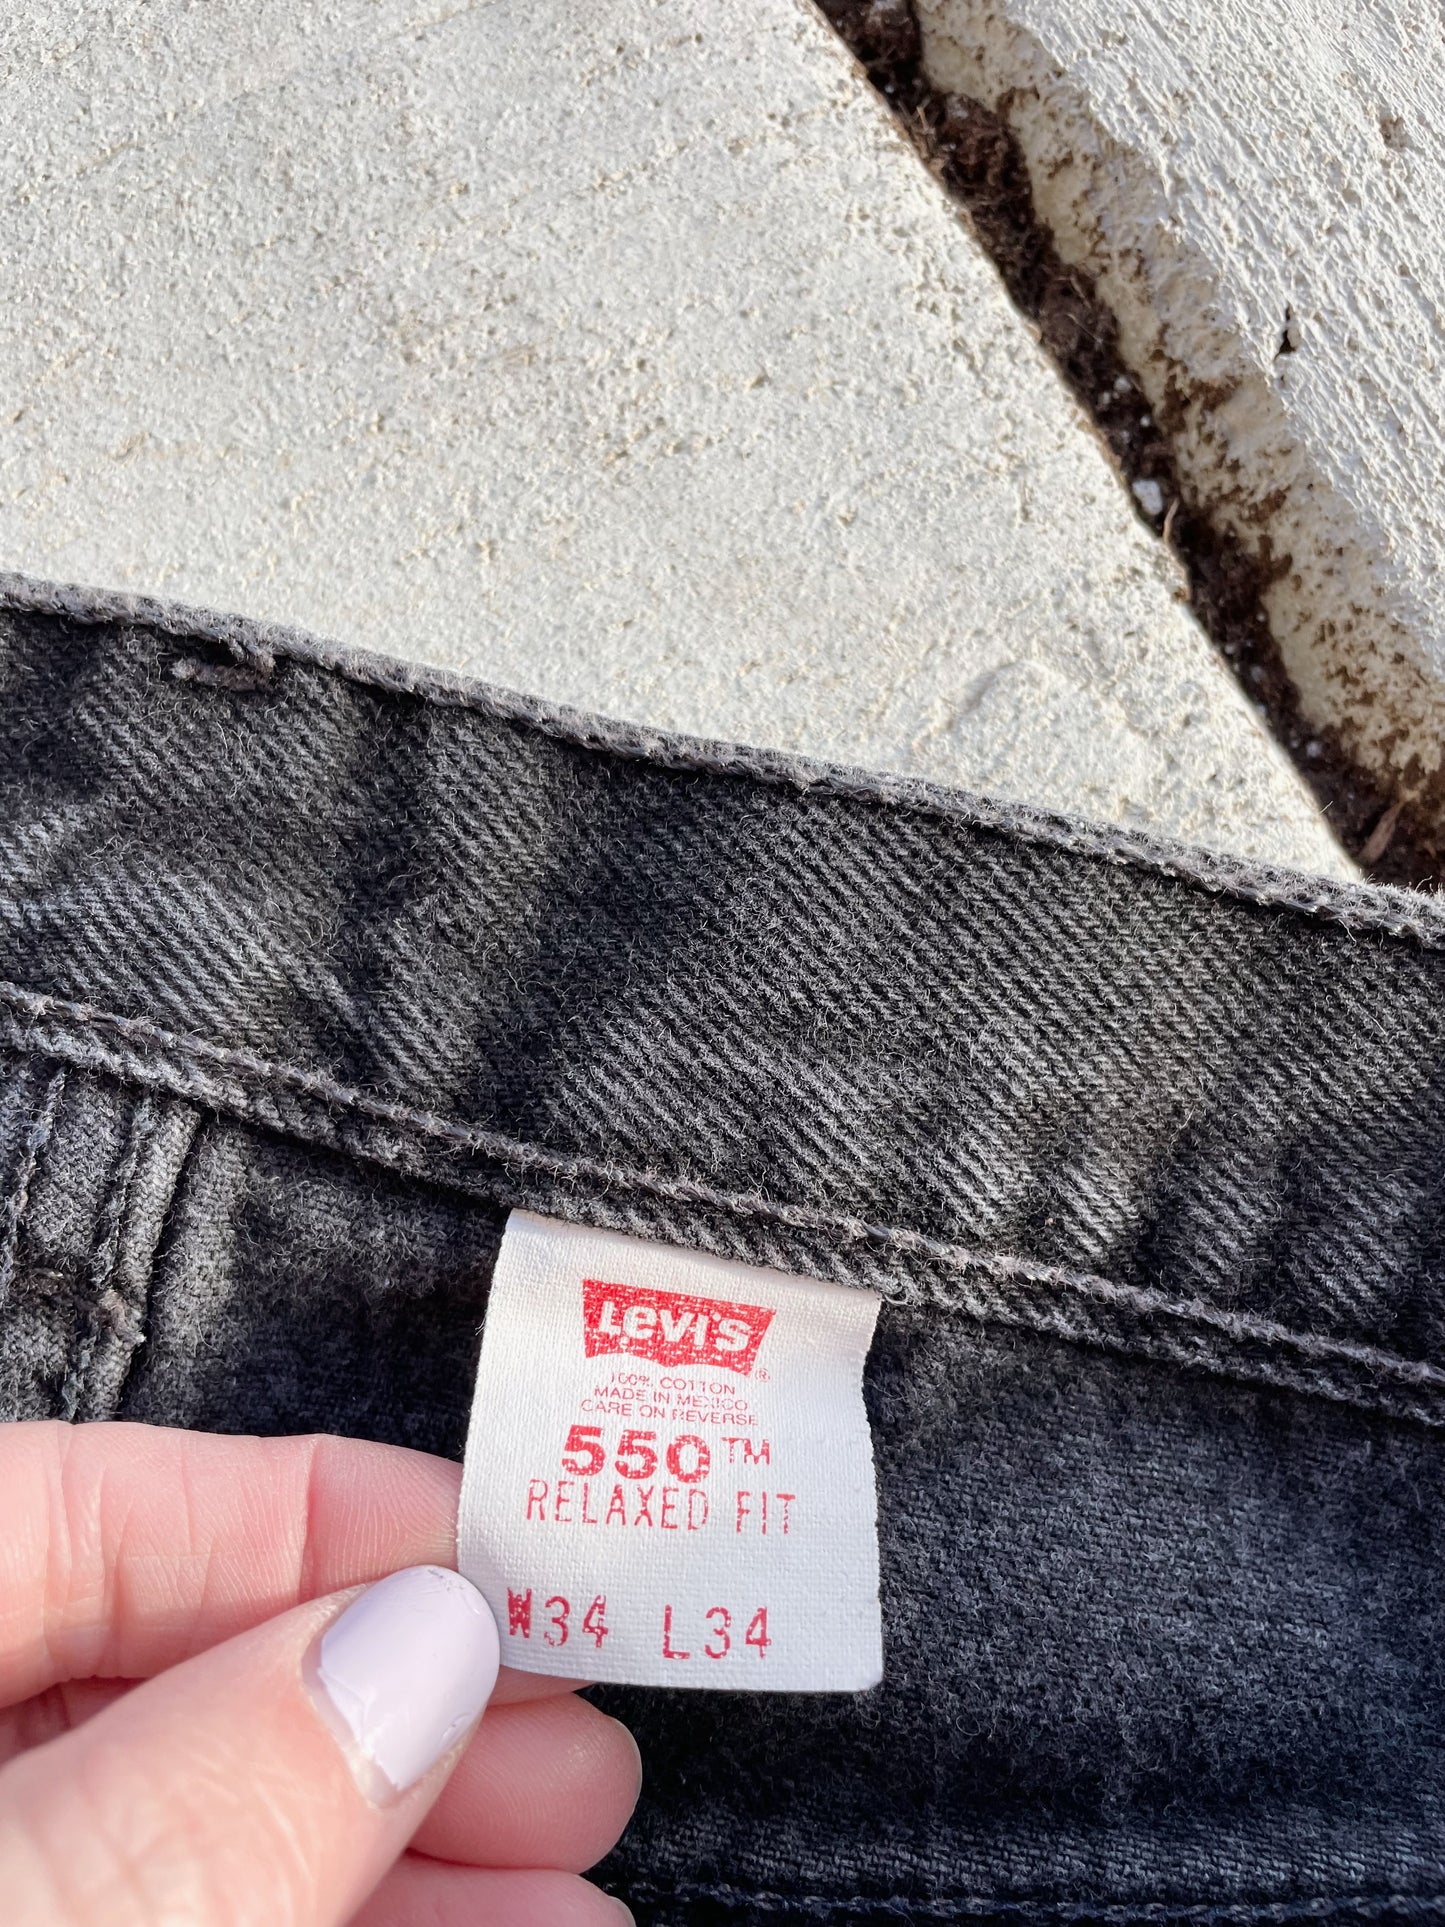 Levi's ®
100% COTTON
MADE IN MEXICO
CARE ON REVERSE
550™
RELAXED FIT
W34 L34